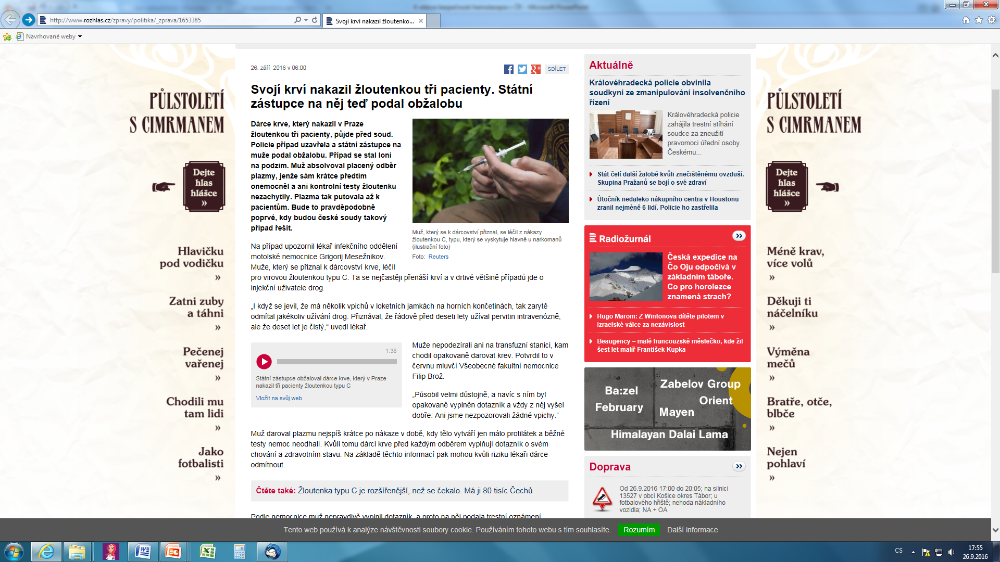 http://www.rozhlas.cz/zpravy/politika/_zprava/1653385
Svojí krví nakazil žloutenko...
Navrhované weby
PŮLSTOLETÍ
S CIMRMANEM
Dejte
hlas
hlášce
»
Hlavičku
pod vodičku
»
Zatni zuby
a táhni
»
Pečenej
vařenej
»
Chodili mu
tam lidi
»
Jako
fotbalisti
»
26. září 2016 v 06:00
SDÍLET
Svojí krví nakazil žloutenkou tři pacienty. Státní
zástupce na něj teď podal obžalobu
Dárce krve, který nakazil v Praze
žloutenkou tři pacienty, půjde před soud.
Policie případ uzavřela a státní zástupce na
muže podal obžalobu. Případ se stal loni
na podzim. Muž absolvoval placený odběr
plazmy, jenže sám krátce předtím
onemocněl a ani kontrolní testy žloutenku
nezachytily. Plazma tak putovala až k
pacientům. Bude to pravděpodobně
poprvé, kdy budou české soudy takový
případ řešit.
Muž, který se k dárcovství přiznal, se léčil z nákazy
žloutenkou C, typu, který se vyskytuje hlavně u narkomanů
(ilustrační foto)
Foto: Reuters
Na případ upozornil lékař infekčního oddělení
motolské nemocnice Grigorij Mesežnikov.
Muže, který se přiznal k dárcovství krve, léčil
pro virovou žloutenkou typu C. Ta se nejčastěji přenáší krví a v drtivé většině případů jde o
injekční uživatele drog.
„I když se jevil, že má několik vpichů v loketních jamkách na horních končetinách, tak zarytě
odmítal jakékoliv užívání drog. Přiznával, že řádově před deseti lety užíval pervitin intravenózně,
ale že deset let je čistý,“ uvedl lékař.
1:38
Státní zástupce obžaloval dárce krve, který v Praze
nakazil tři pacienty žloutenkou typu C
Vložit na svůj web
Muže nepodezírali ani na transfuzní stanici, kam
chodil opakovaně darovat krev. Potvrdil to v
červnu mluvčí Všeobecné fakultní nemocnice
Filip Brož.
„Působil velmi důstojně, a navíc s ním byl
opakovaně vyplněn dotazník a vždy z něj vyšel
dobře. Ani jsme nezpozorovali žádné vpichy.“
Muž daroval plazmu nejspíš krátce po nákaze v době, kdy tělo vytváří jen málo protilátek a běžné
testy nemoc neodhalí. Kvůli tomu dárci krve před každým odběrem vyplňují dotazník o svém
chování a zdravotním stavu. Na základě těchto informací pak mohou kvůli riziku lékaři dárce
odmítnout.
Čtěte také: Žloutenka typu C je rozšířenější, než se čekalo. Má ji 80 tisíc Čechů
Podle nemocnice muž nepravdivě vyplnil dotazník, a proto na něj podala trestní oznámení.
Aktuálně
Královéhradecká policie obvinila
soudkyni ze zmanipulování insolvenčního
řízení
Královéhradecká policie
zahájila trestní stíhání
soudce za zneužití
pravomoci úřední osoby.
Českému...
Stát čelí další žalobě kvůli znečištěnému ovzduší.
Skupina Pražanů se bojí o své zdraví
Útočník nedaleko nákupního centra v Houstonu
zranil nejméně 6 lidí. Policie ho zastřelila
Radiožurnál
Česká expedice na
Čo Oju odpočívá v
základním táboře.
Co pro horolezce
znamená strach?
Hugo Marom: Z Wintonova dítěte pilotem v
izraelské válce za nezávislost
Beaugency – malé francouzské městečko, kde žil
šest let malíř František Kupka
Ba:zel
Zabelov Group
February
Orient
Mayen
Himalayan Dalai Lama
Doprava
Od 26.9.2016 17:00 do 20:05; na silnici
13527 v obci Košice okres Tábor; u
fotbalového hřiště; nehoda nákladního
vozidla; NA + OA
PŮLSTOLETÍ
S CIMRMANEM
Dejte
hlas
hlášce
»
Méně krav,
více volů
»
Děkuji ti
náčelníku
»
Výměna
mečů
»
Bratře, otče,
blbče
»
Nejen
pohlaví
»
Tento web používá k analýze návštěvnosti soubory cookie. Používáním tohoto webu s tím souhlasíte. Rozumím Další informace
CS
17:55
26.9.2016